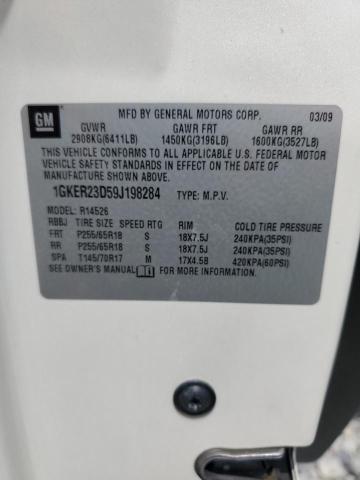 GM
MFD BY GENERAL MOTORS CORP. 03/09
GVWR GAWR FRT GAWR RR
2908KG(6411LB) 1450KG(3196LB) 1600KG(3527LB)
THIS VEHICLE CONFORMS TO ALL APPLICABLE U.S. FEDERAL MOTOR
VEHICLE SAFETY STANDARDS IN EFFECT ON THE DATE OF
MANUFACTURE SHOWN ABOVE.
1GKER23D59J198284 TYPE: M.P.V.
MODEL: R14526
RBBJ TIRE SIZE SPEED RTG RIM COLD TIRE PRESSURE
FRT P255/65R18 S 18X7.5J 240KPA(35PSI)
RR P255/65R18 S 18X7.5J 240KPA(35PSI)
SPA T145/70R17 M 17X4.5B 420KPA(60PSI)
SEE OWNER'S MANUAL FOR MORE INFORMATION.